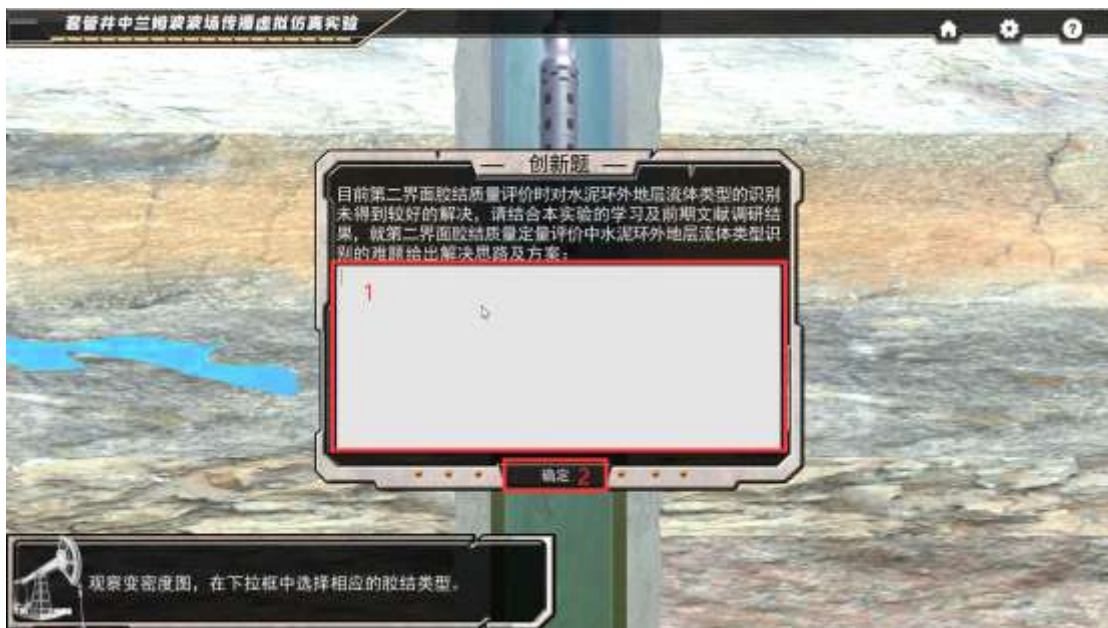 套管井中兰姆波波场传播虚拟仿真实验
?
创新题
目前第二界面胶结质量评价时对水泥环外地层流体类型的识别
未得到较好的解决，请结合本实验的学习及前期文献调研结
果，就第二界面胶结质量定量评价中水泥环外地层流体类型识
别的难题给出解决思路及方案：
1
确定 2
观察变密度图，在下拉框中选择相应的胶结类型。